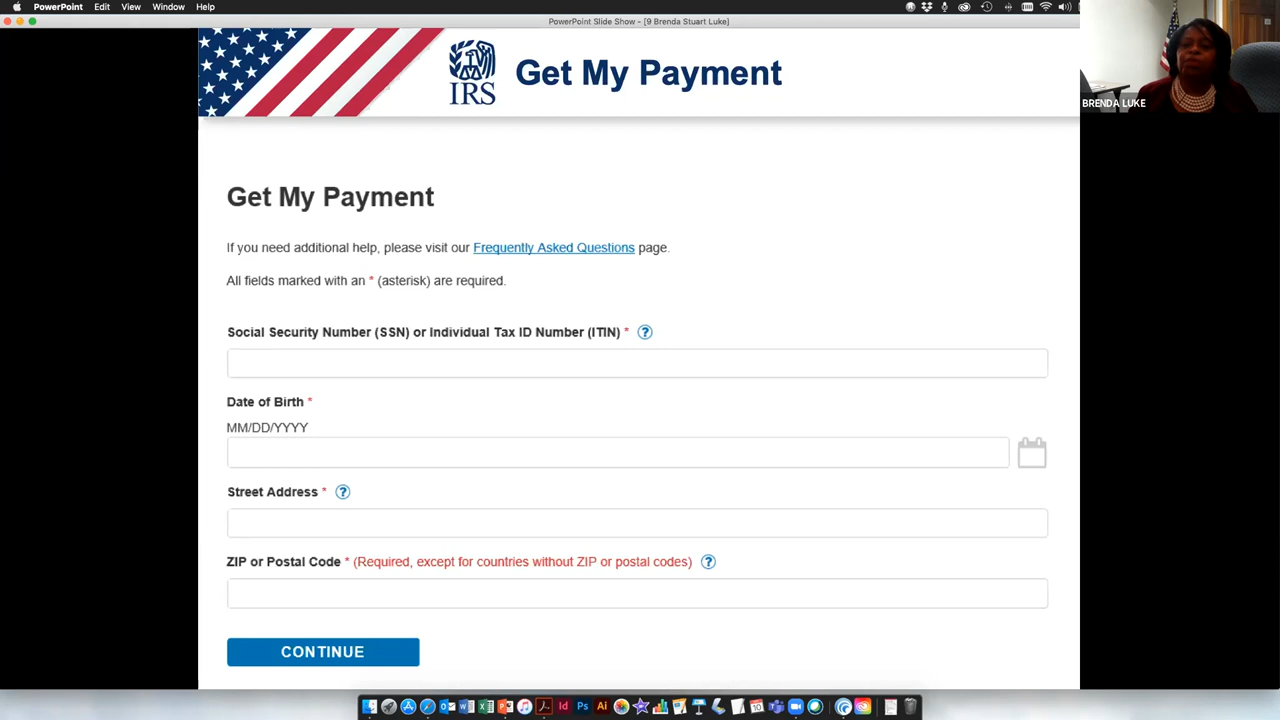 PowerPoint File Edit View Window Help
PowerPoint Slide Show - [9 Brenda Stuart Luke]
IRS
Get My Payment
BRENDA LUKE
Get My Payment
If you need additional help, please visit our Frequently Asked Questions page.
All fields marked with an * (asterisk) are required.
Social Security Number (SSN) or Individual Tax ID Number (ITIN) * ?
Date of Birth *
MM/DD/YYYY
Street Address * ?
ZIP or Postal Code * (Required, except for countries without ZIP or postal codes) ?
CONTINUE
Id Ps Ai